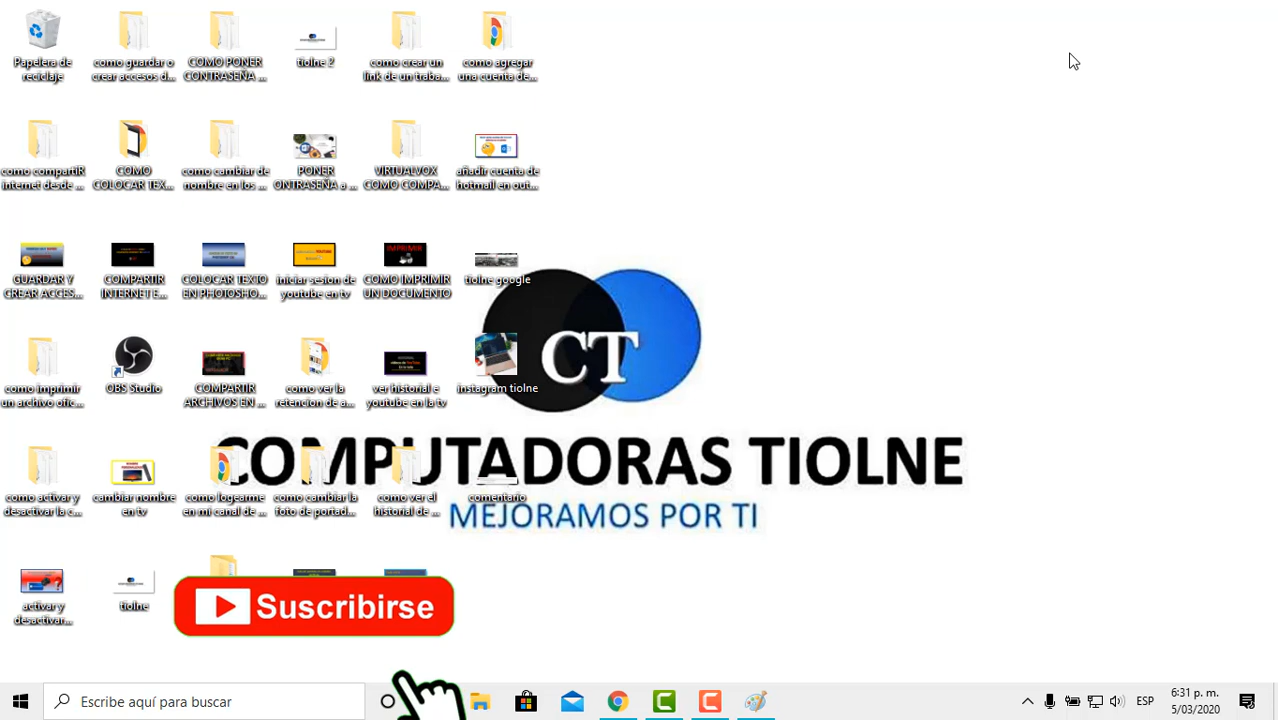 Papelera de
reciclaje
como guardar o
crear accesos d...
COMO PONER
CONTRASEÑA ...
tiolne 2
como crear un
link de un traba...
como agregar
una cuenta de...
como compartiR
internet desde ...
COMO
COLOCAR TEX...
como cambiar de
nombre en los ...
PONER
ONTRASEÑA a ...
VIRTUALVOX
COMO COMPA...
añadir cuenta de
hotmail en out...
GUARDAR Y
CREAR ACCES...
COMPARTIR
INTERNET E...
COLOCAR TEXTO
EN PHOTOSHO...
iniciar sesion de
youtube en tv
IMPRIMIR
COMO IMPRIMIR
UN DOCUMENTO
tiolne google
como imprimir
un archivo ofic...
OBS Studio
COMPARTIR
ARCHIVOS EN ...
como ver la
retencion de a...
ver historial e
youtube en la tv
instagram tiolne
CT
COMPUTADORAS TIOLNE
MEJORAMOS POR TI
como activar y
desactivar la c...
cambiar nombre
en tv
como logearme
en mi canal de ...
como cambiar la
foto de portad...
como ver el
historial de ...
comentario
activar y
desactivar...
tiolne
Suscribirse
Escribe aquí para buscar
ESP
6:31 p. m.
5/03/2020